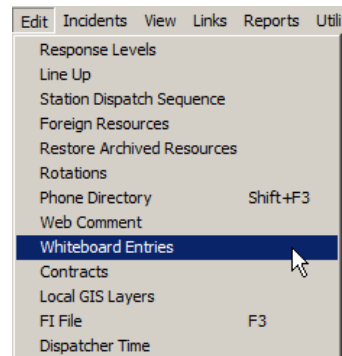 Edit Incidents View Links Reports Utili
Response Levels
Line Up
Station Dispatch Sequence
Foreign Resources
Restore Archived Resources
Rotations
Phone Directory Shift+F3
Web Comment
Whiteboard Entries
Contracts
Local GIS Layers
FI File F3
Dispatcher Time